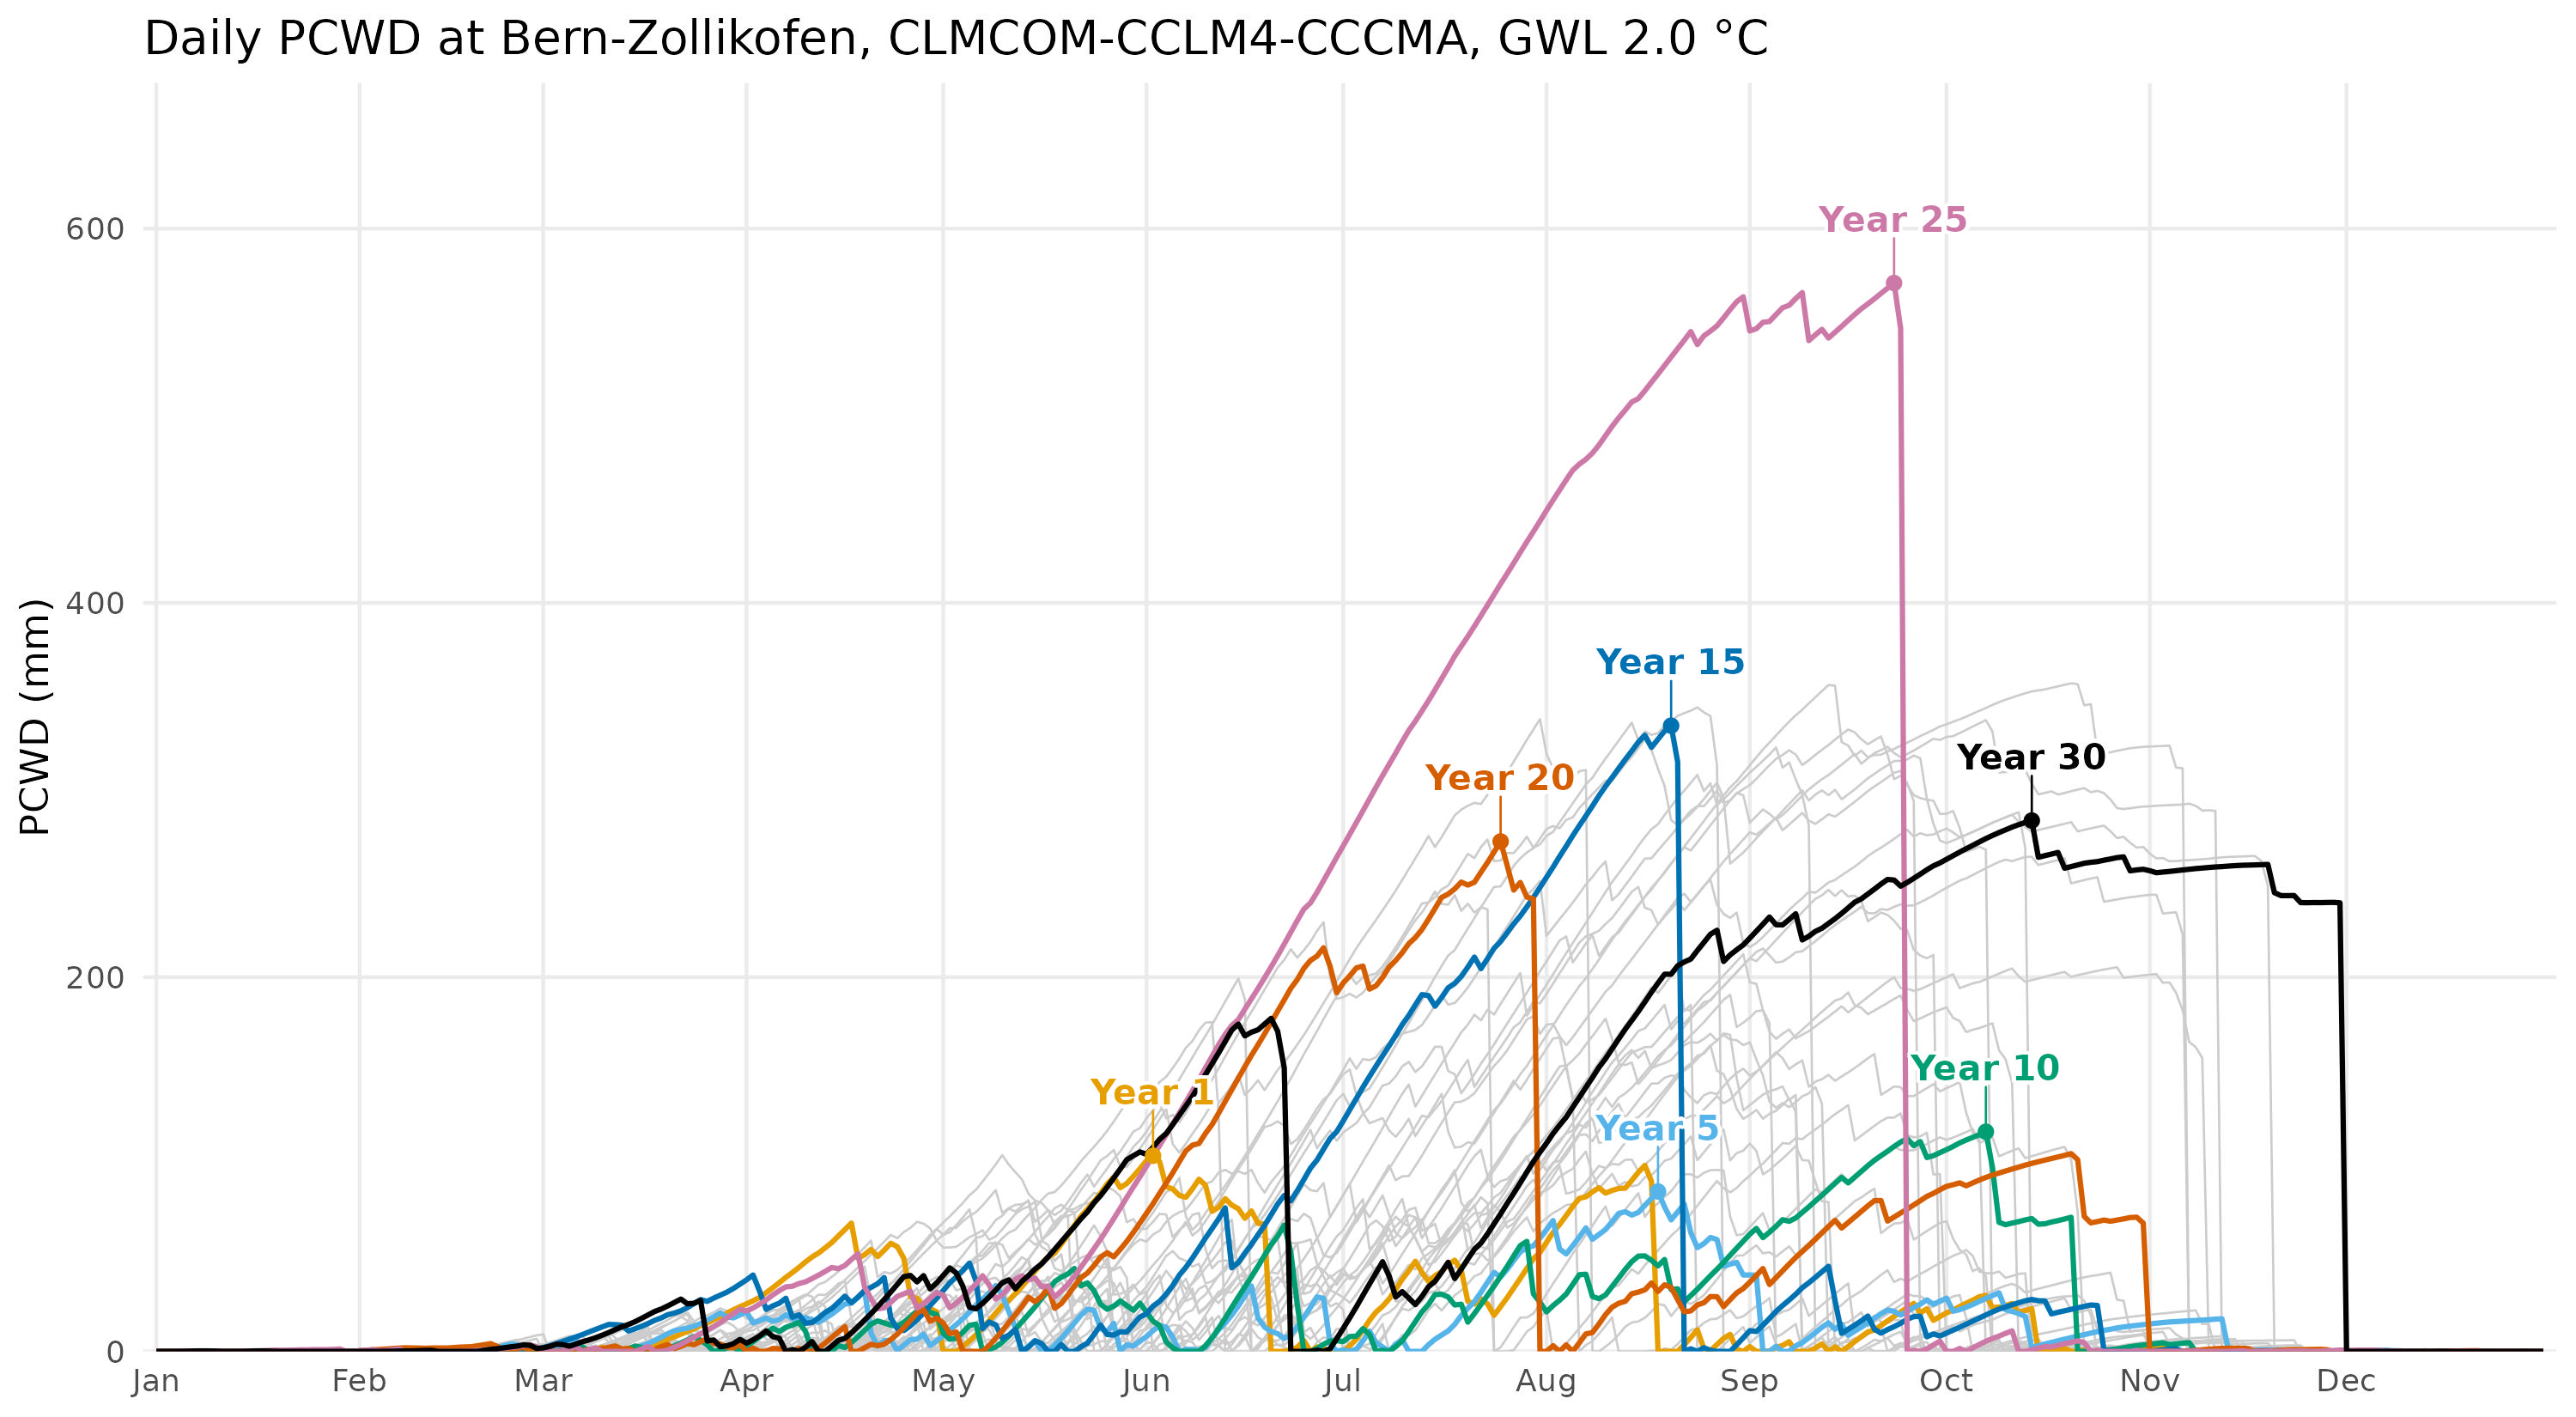 Daily PCWD at Bern-Zollikofen, CLMCOM-CCLM4-CCCMA, GWL 2.0 °C
PCWD (mm)
600
400
200
0
Year 25
Year 15
Year 20
Year 30
Year 1
Year 10
Year 5
Jan Feb Mar Apr May Jun Jul Aug Sep Oct Nov Dec